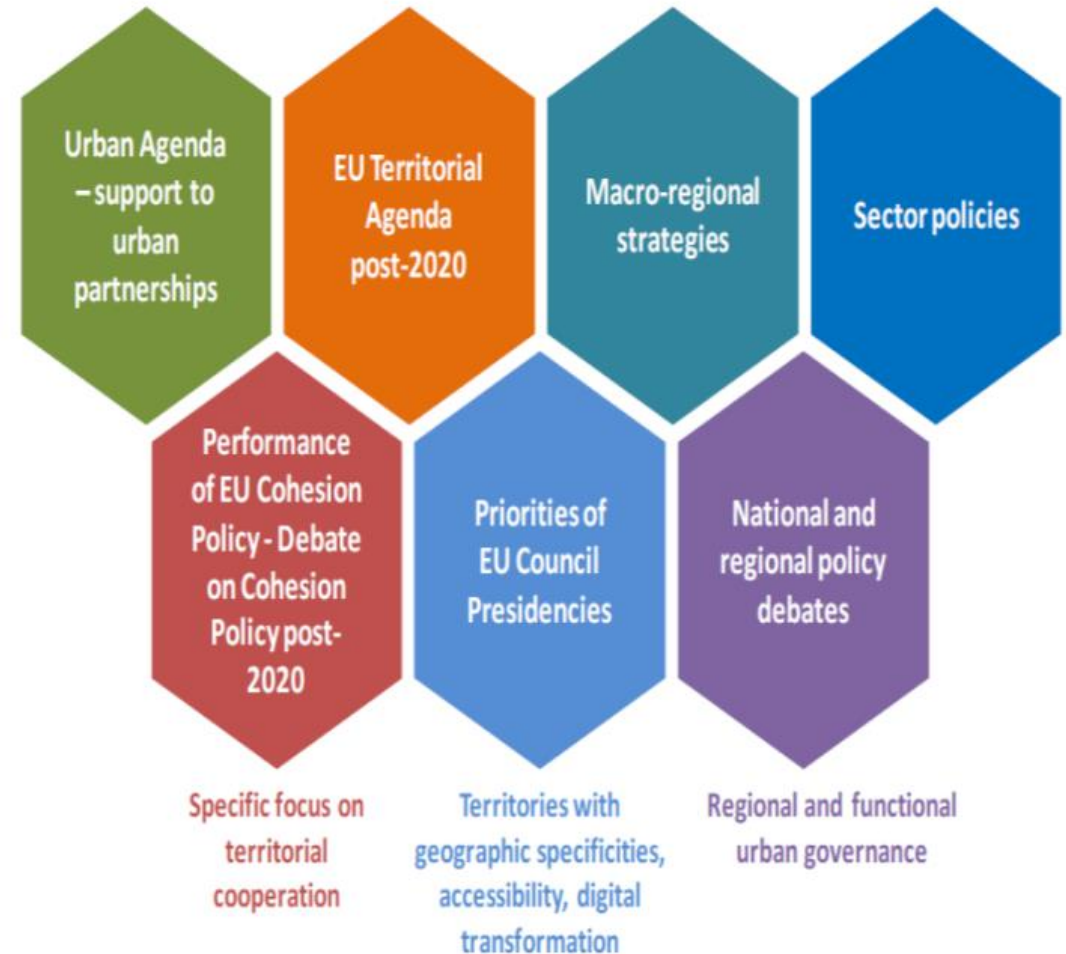 Urban Agenda
– support to
urban
partnerships
EU Territorial
Agenda
post-2020
Macro-regional
strategies
Sector policies
Performance
of EU Cohesion
Policy - Debate
on Cohesion
Policy post-
2020
Priorities of
EU Council
Presidencies
National and
regional policy
debates
Specific focus on
territorial
cooperation
Territories with
geographic specificities,
accessibility, digital
transformation
Regional and functional
urban governance